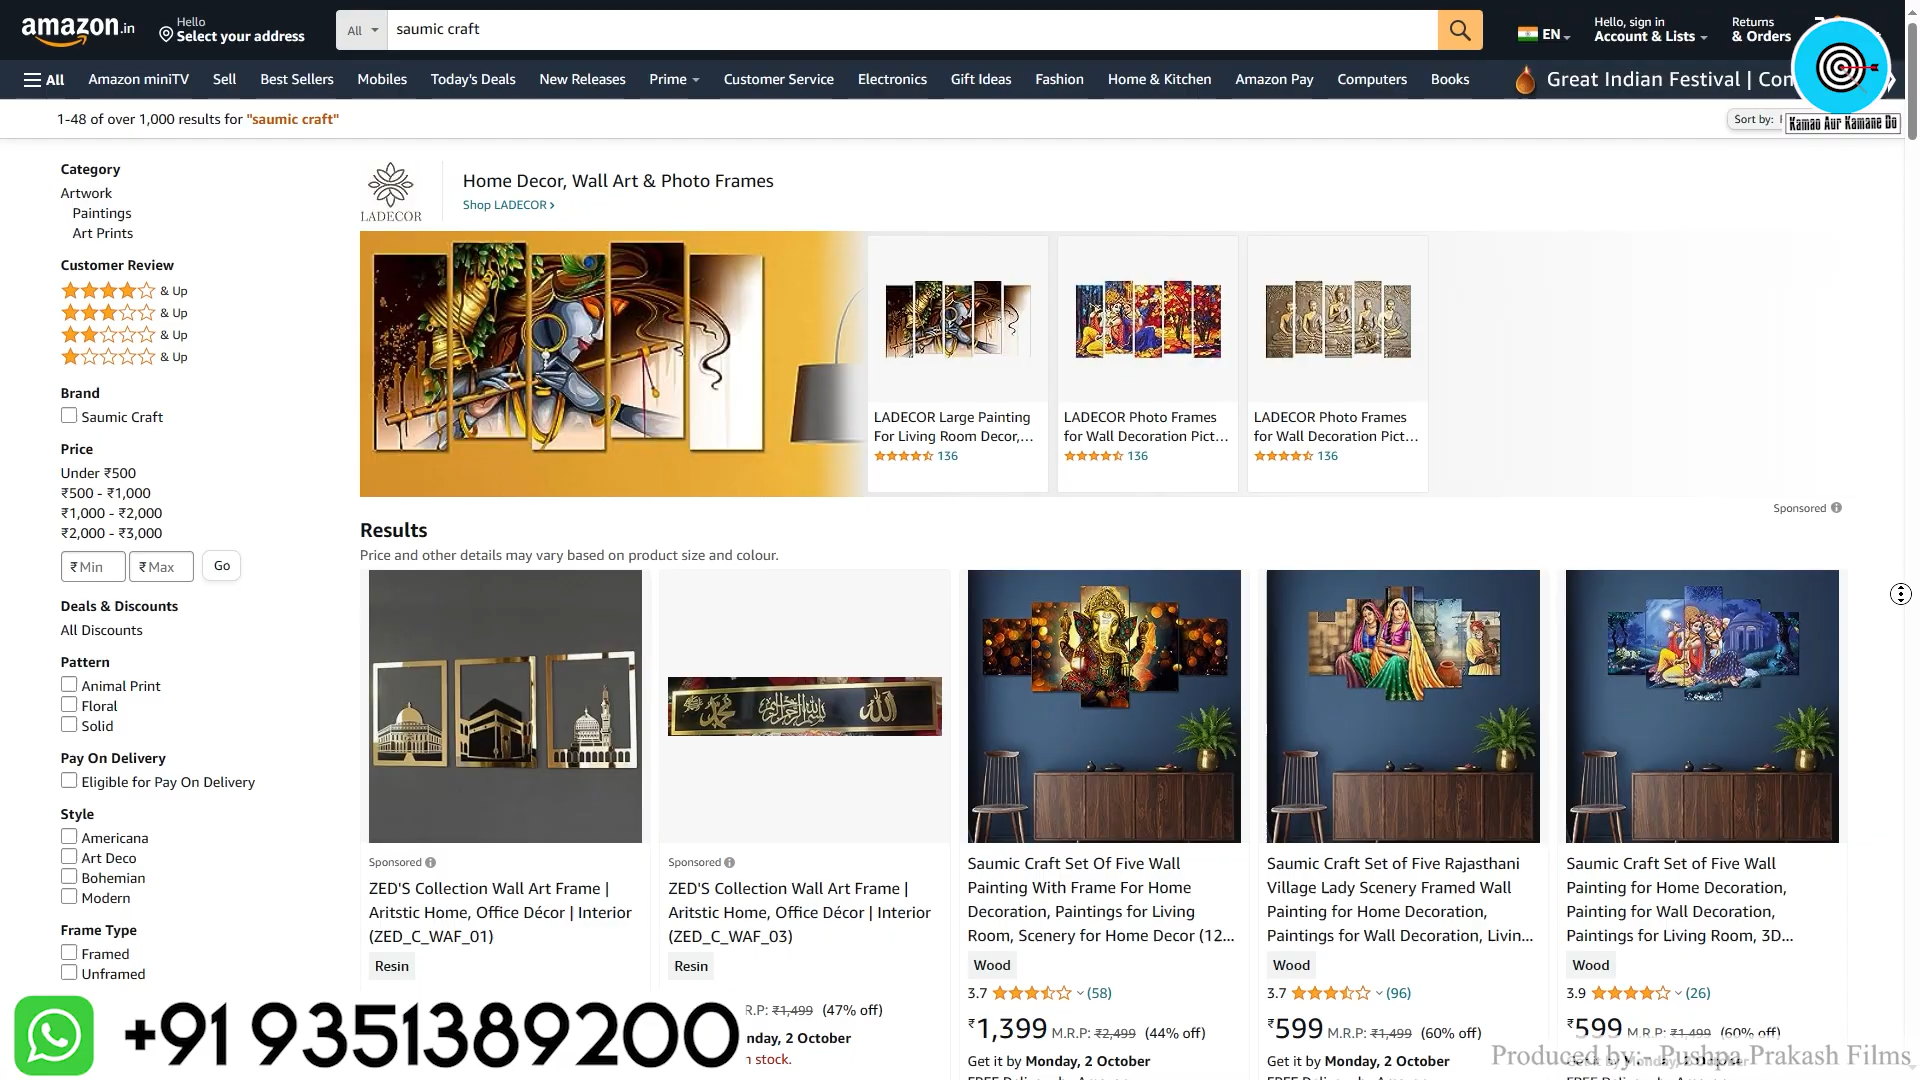 amazon.in
Hello
Select your address
All
saumic craft
EN
Hello, sign in
Account & Lists
Returns
& Orders
All
Amazon miniTV
Sell
Best Sellers
Mobiles
Today's Deals
New Releases
Prime
Customer Service
Electronics
Gift Ideas
Fashion
Home & Kitchen
Amazon Pay
Computers
Books
Great Indian Festival | Con
1-48 of over 1,000 results for "saumic craft"
Sort by:
Kamao Aur Kamane Do
Category
Artwork
Paintings
Art Prints
Customer Review
& Up
& Up
& Up
& Up
Brand
Saumic Craft
Price
Under ₹500
₹500 - ₹1,000
₹1,000 - ₹2,000
₹2,000 - ₹3,000
₹ Min
₹ Max
Go
Deals & Discounts
All Discounts
Pattern
Animal Print
Floral
Solid
Pay On Delivery
Eligible for Pay On Delivery
Style
Americana
Art Deco
Bohemian
Modern
Frame Type
Framed
Unframed
LADECOR
Home Decor, Wall Art & Photo Frames
Shop LADECOR ›
LADECOR Large Painting
For Living Room Decor,...
136
LADECOR Photo Frames
for Wall Decoration Pict...
136
LADECOR Photo Frames
for Wall Decoration Pict...
136
Sponsored
Results
Price and other details may vary based on product size and colour.
Sponsored
ZED'S Collection Wall Art Frame |
Aritstic Home, Office Décor | Interior
(ZED_C_WAF_01)
Resin
Sponsored
ZED'S Collection Wall Art Frame |
Aritstic Home, Office Décor | Interior
(ZED_C_WAF_03)
Resin
R.P: ₹1,499 (47% off)
nday, 2 October
n stock.
Saumic Craft Set Of Five Wall
Painting With Frame For Home
Decoration, Paintings for Living
Room, Scenery for Home Decor (12...
Wood
3.7 (58)
₹1,399 M.R.P: ₹2,499 (44% off)
Get it by Monday, 2 October
Saumic Craft Set of Five Rajasthani
Village Lady Scenery Framed Wall
Painting for Home Decoration,
Paintings for Wall Decoration, Livin...
Wood
3.7 (96)
₹599 M.R.P: ₹1,499 (60% off)
Get it by Monday, 2 October
Saumic Craft Set of Five Wall
Painting for Home Decoration,
Painting for Wall Decoration,
Paintings for Living Room, 3D...
Wood
3.9 (26)
₹599 M.R.P: ₹1,499 (60% off)
+91 9351389200
Produced by:- Pushpa Prakash Films